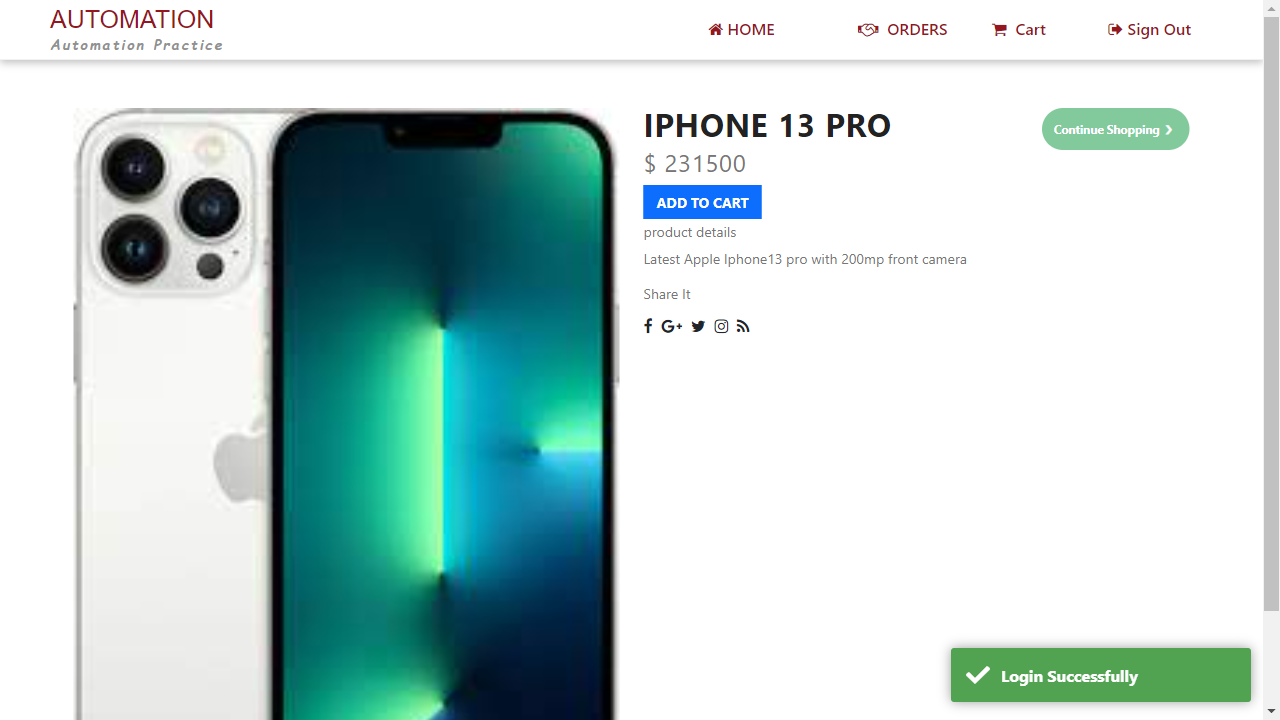 AUTOMATION
Automation Practice
HOME
ORDERS
Cart
Sign Out
IPHONE 13 PRO
Continue Shopping ❯
$ 231500
ADD TO CART
product details
Latest Apple Iphone13 pro with 200mp front camera
Share It
Login Successfully